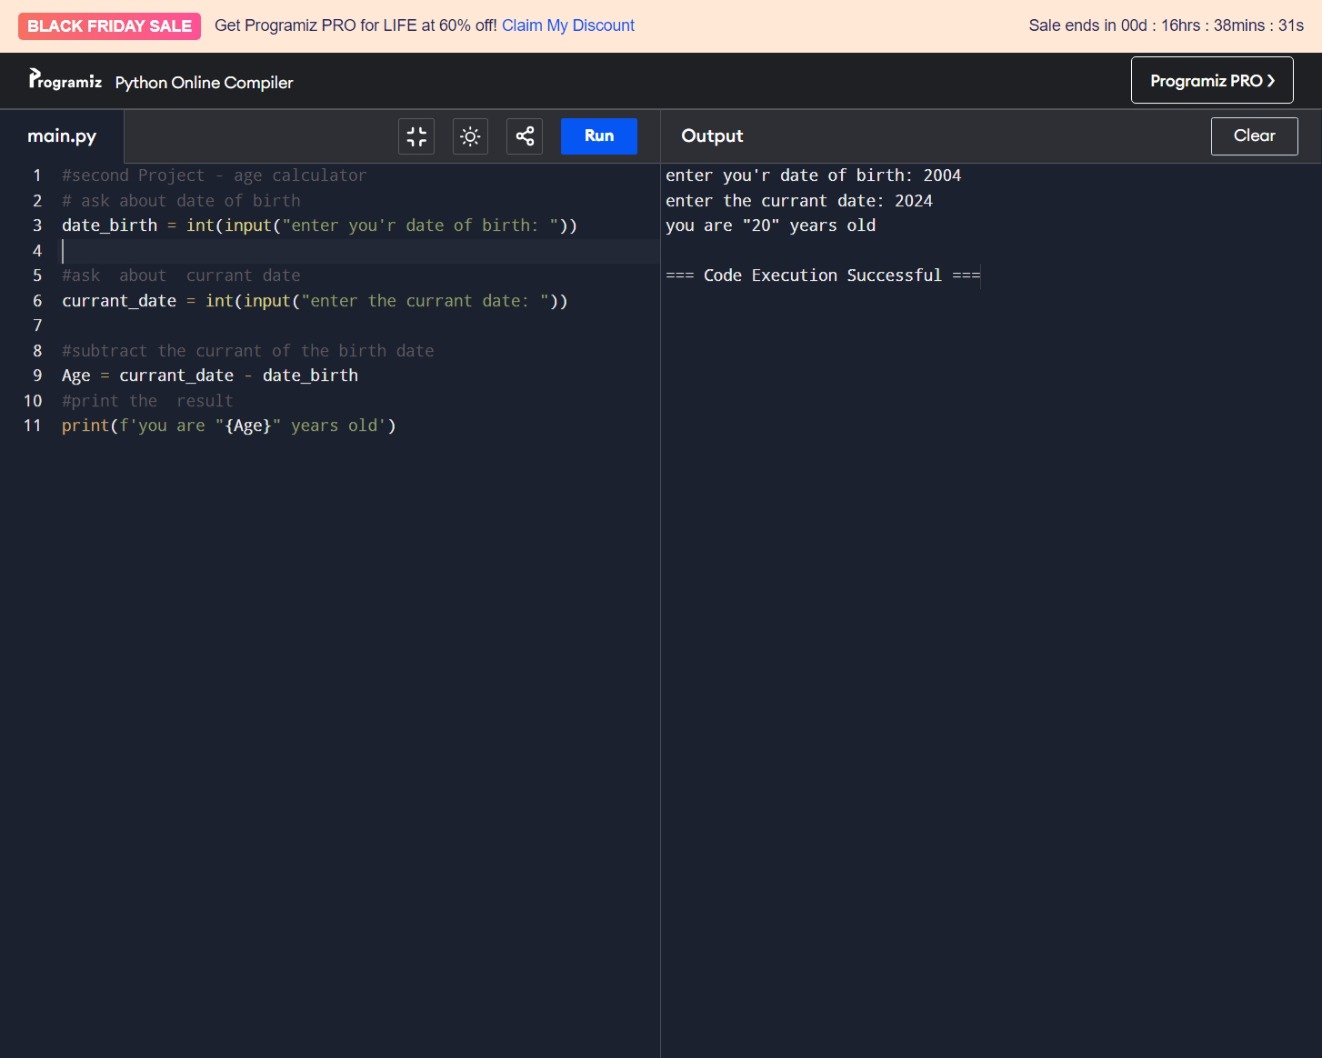 BLACK FRIDAY SALE Get Programiz PRO for LIFE at 60% off! Claim My Discount Sale ends in 00d : 16hrs : 38mins : 31s
Programiz Python Online Compiler Programiz PRO ❯
main.py Run
1 #second Project - age calculator
2 # ask about date of birth
3 date_birth = int(input("enter you'r date of birth: "))
4
5 #ask  about  currant date
6 currant_date = int(input("enter the currant date: "))
7
8 #subtract the currant of the birth date
9 Age = currant_date - date_birth
10 #print the  result
11 print(f'you are "{Age}" years old')
Output Clear
enter you'r date of birth: 2004
enter the currant date: 2024
you are "20" years old
=== Code Execution Successful ===